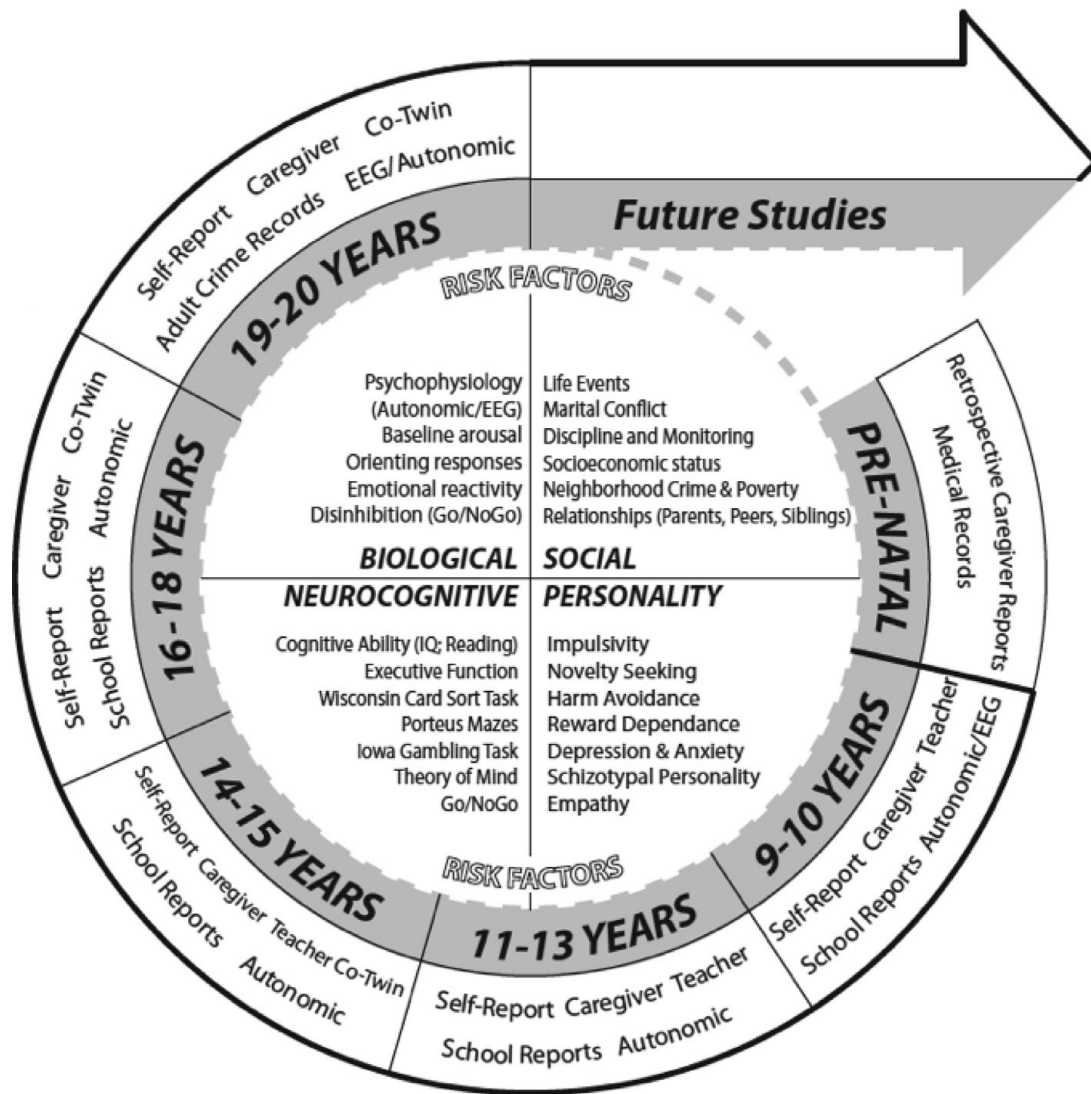 Self-Report Caregiver Co-Twin
Adult Crime Records EEG/Autonomic
19-20 YEARS
Future Studies
RISK FACTORS
Psychophysiology
(Autonomic/EEG)
Baseline arousal
Orienting responses
Emotional reactivity
Disinhibition (Go/NoGo)
BIOLOGICAL
Life Events
Marital Conflict
Discipline and Monitoring
Socioeconomic status
Neighborhood Crime & Poverty
Relationships (Parents, Peers, Siblings)
SOCIAL
NEUROCOGNITIVE
Cognitive Ability (IQ; Reading)
Executive Function
Wisconsin Card Sort Task
Porteus Mazes
Iowa Gambling Task
Theory of Mind
Go/NoGo
PERSONALITY
Impulsivity
Novelty Seeking
Harm Avoidance
Reward Dependance
Depression & Anxiety
Schizotypal Personality
Empathy
RISK FACTORS
PRE-NATAL
Retrospective Caregiver Reports
Medical Records
9-10 YEARS
Self-Report Caregiver Teacher
School Reports Autonomic/EEG
11-13 YEARS
Self-Report Caregiver Teacher
School Reports Autonomic
14-15 YEARS
Self-Report Caregiver Teacher Co-Twin
School Reports Autonomic
16-18 YEARS
Self-Report Caregiver Co-Twin
School Reports Autonomic